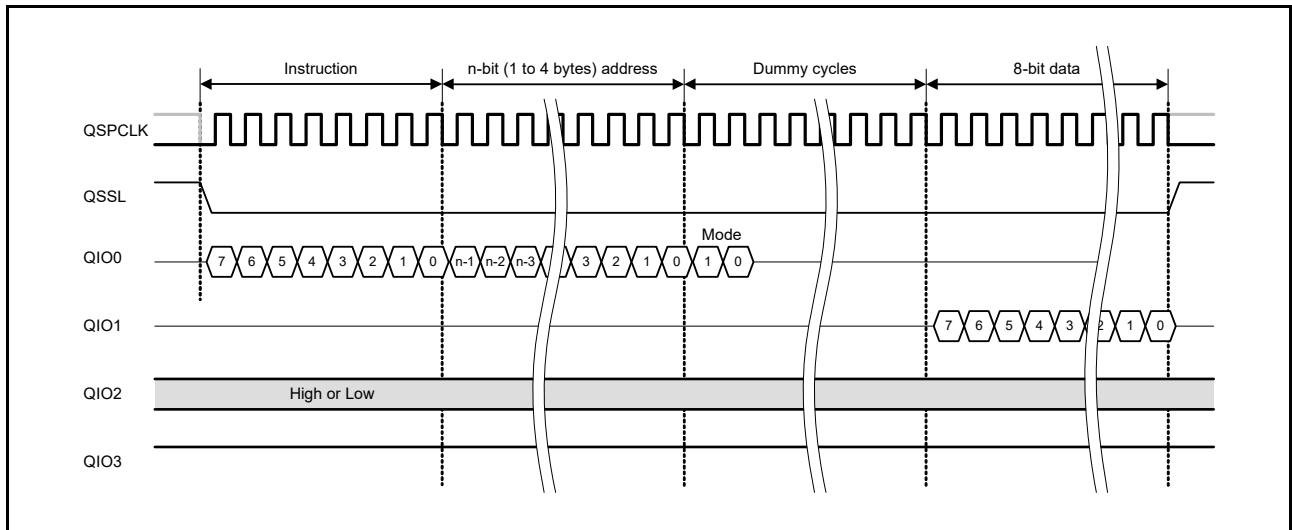 Instruction n-bit (1 to 4 bytes) address Dummy cycles 8-bit data
QSPCLK
QSSL
Mode
QIO0 7 6 5 4 3 2 1 0 n-1 n-2 n-3 3 2 1 0 1 0
QIO1 7 6 5 4 3 2 1 0
QIO2 High or Low
QIO3